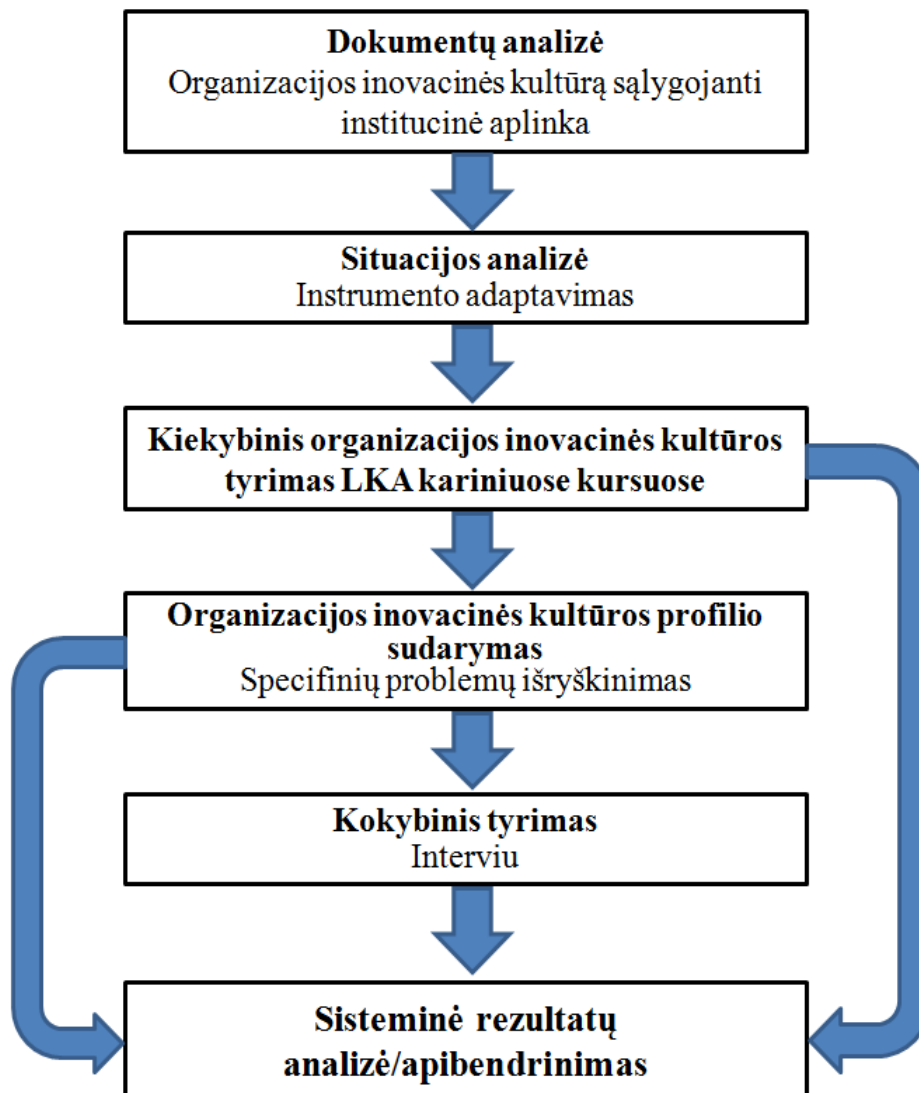 Dokumentų analizė
Organizacijos inovacinės kultūrą sąlygojanti
institucinė aplinka
Situacijos analizė
Instrumento adaptavimas
Kiekybinis organizacijos inovacinės kultūros
tyrimas LKA kariniuose kursuose
Organizacijos inovacinės kultūros profilio
sudarymas
Specifinių problemų išryškinimas
Kokybinis tyrimas
Interviu
Sisteminė rezultatų
analizė/apibendrinimas